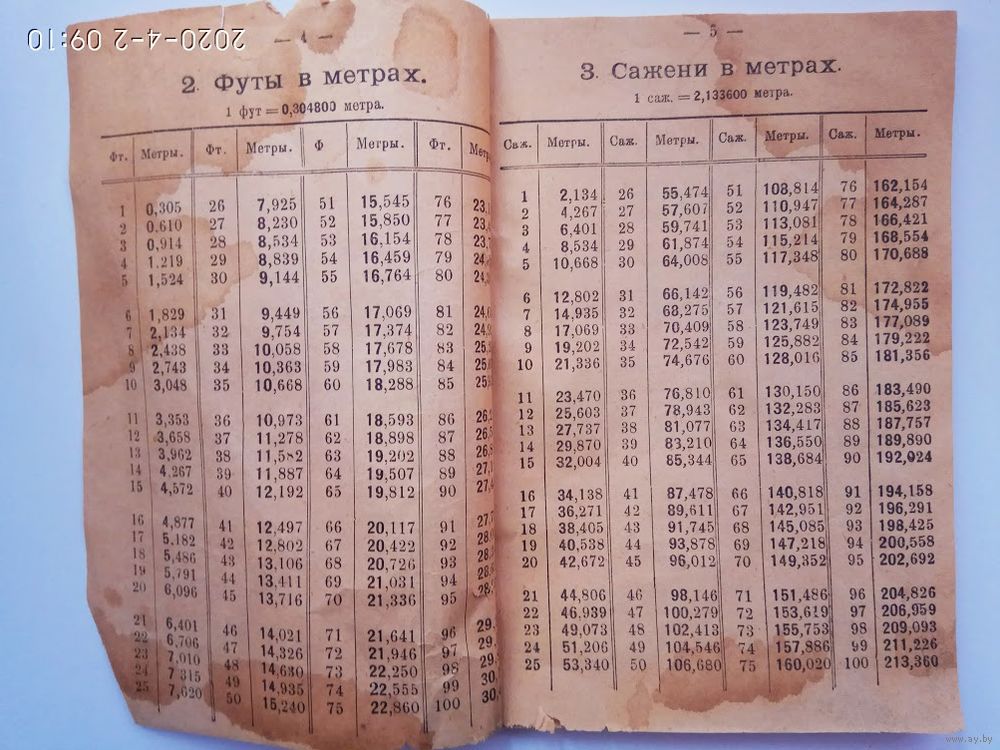 2020-4-2 09:10
— 4 —
2. Футы в метрах.
1 фут = 0,304800 метра.
Фт. Метры. Фт. Метры. Ф Метры. Фт.
1 0,305 26 7,925 51 15,545 76
2 0.610 27 8,230 52 15,850 77
3 0,914 28 8,534 53 16,154 78
4 1.219 29 8,839 54 16,459 79
5 1,524 30 9,144 55 16,764 80
6 1,829 31 9,449 56 17,069 81
7 2,134 32 9,754 57 17,374 82
8 2,438 33 10,058 58 17,678 83
9 2,743 34 10,363 59 17,983 84
10 3,048 35 10,668 60 18,288 85
11 3,353 36 10,973 61 18,593 86
12 3,658 37 11,278 62 18,898 87
13 3,962 38 11,582 63 19,202 88
14 4,267 39 11,887 64 19,507 89
15 4,572 40 12,192 65 19,812 90
16 4,877 41 12,497 66 20,117 91
17 5.182 42 12,802 67 20,422 92
18 5,486 43 13,106 68 20,726 93
19 5,791 44 13,411 69 21,031 94
20 6,096 45 13,716 70 21,336 95
21 6,401 46 14,021 71 21,641 96
22 6,706 47 14,326 72 21,946 97
23 7,010 48 14,630 73 22,250 98
24 7,315 49 14,935 74 22,555 99
25 7,620 50 15,240 75 22,860 100
— 5 —
3. Сажени в метрах.
1 саж. = 2,133600 метра.
Саж. Метры. Саж. Метры. Саж. Метры. Саж. Метры.
1 2,134 26 55,474 51 108,814 76 162,154
2 4,267 27 57,607 52 110,947 77 164,287
3 6,401 28 59,741 53 113,081 78 166,421
4 8,534 29 61,874 54 115,214 79 168,554
5 10,668 30 64,008 55 117,348 80 170,688
6 12,802 31 66,142 56 119,482 81 172,822
7 14,935 32 68,275 57 121,615 82 174,955
8 17,069 33 70,409 58 123,749 83 177,089
9 19,202 34 72,542 59 125,882 84 179,222
10 21,336 35 74,676 60 128,016 85 181,356
11 23,470 36 76,810 61 130,150 86 183,490
12 25,603 37 78,943 62 132,283 87 185,623
13 27,737 38 81,077 63 134,417 88 187,757
14 29,870 39 83,210 64 136,550 89 189,890
15 32,004 40 85,344 65 138,684 90 192,024
16 34,138 41 87,478 66 140,818 91 194,158
17 36,271 42 89,611 67 142,951 92 196,291
18 38,405 43 91,745 68 145,085 93 198,425
19 40,538 44 93,878 69 147,218 94 200,558
20 42,672 45 96,012 70 149,352 95 202,692
21 44,806 46 98,146 71 151,486 96 204,826
22 46.939 47 100,279 72 153,619 97 206,959
23 49,073 48 102,413 73 155,753 98 209,093
24 51,206 49 104,546 74 157,886 99 211,226
25 53,340 50 106,680 75 160,020 100 213,360
www.ay.by